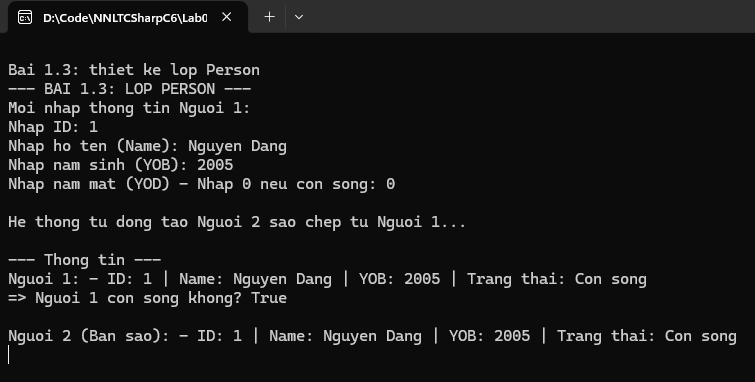 D:\Code\NNLTCSharpC6\Lab0
Bai 1.3: thiet ke lop Person
--- BAI 1.3: LOP PERSON ---
Moi nhap thong tin Nguoi 1:
Nhap ID: 1
Nhap ho ten (Name): Nguyen Dang
Nhap nam sinh (YOB): 2005
Nhap nam mat (YOD) - Nhap 0 neu con song: 0
He thong tu dong tao Nguoi 2 sao chep tu Nguoi 1...
--- Thong tin ---
Nguoi 1: - ID: 1 | Name: Nguyen Dang | YOB: 2005 | Trang thai: Con song
=> Nguoi 1 con song khong? True
Nguoi 2 (Ban sao): - ID: 1 | Name: Nguyen Dang | YOB: 2005 | Trang thai: Con song